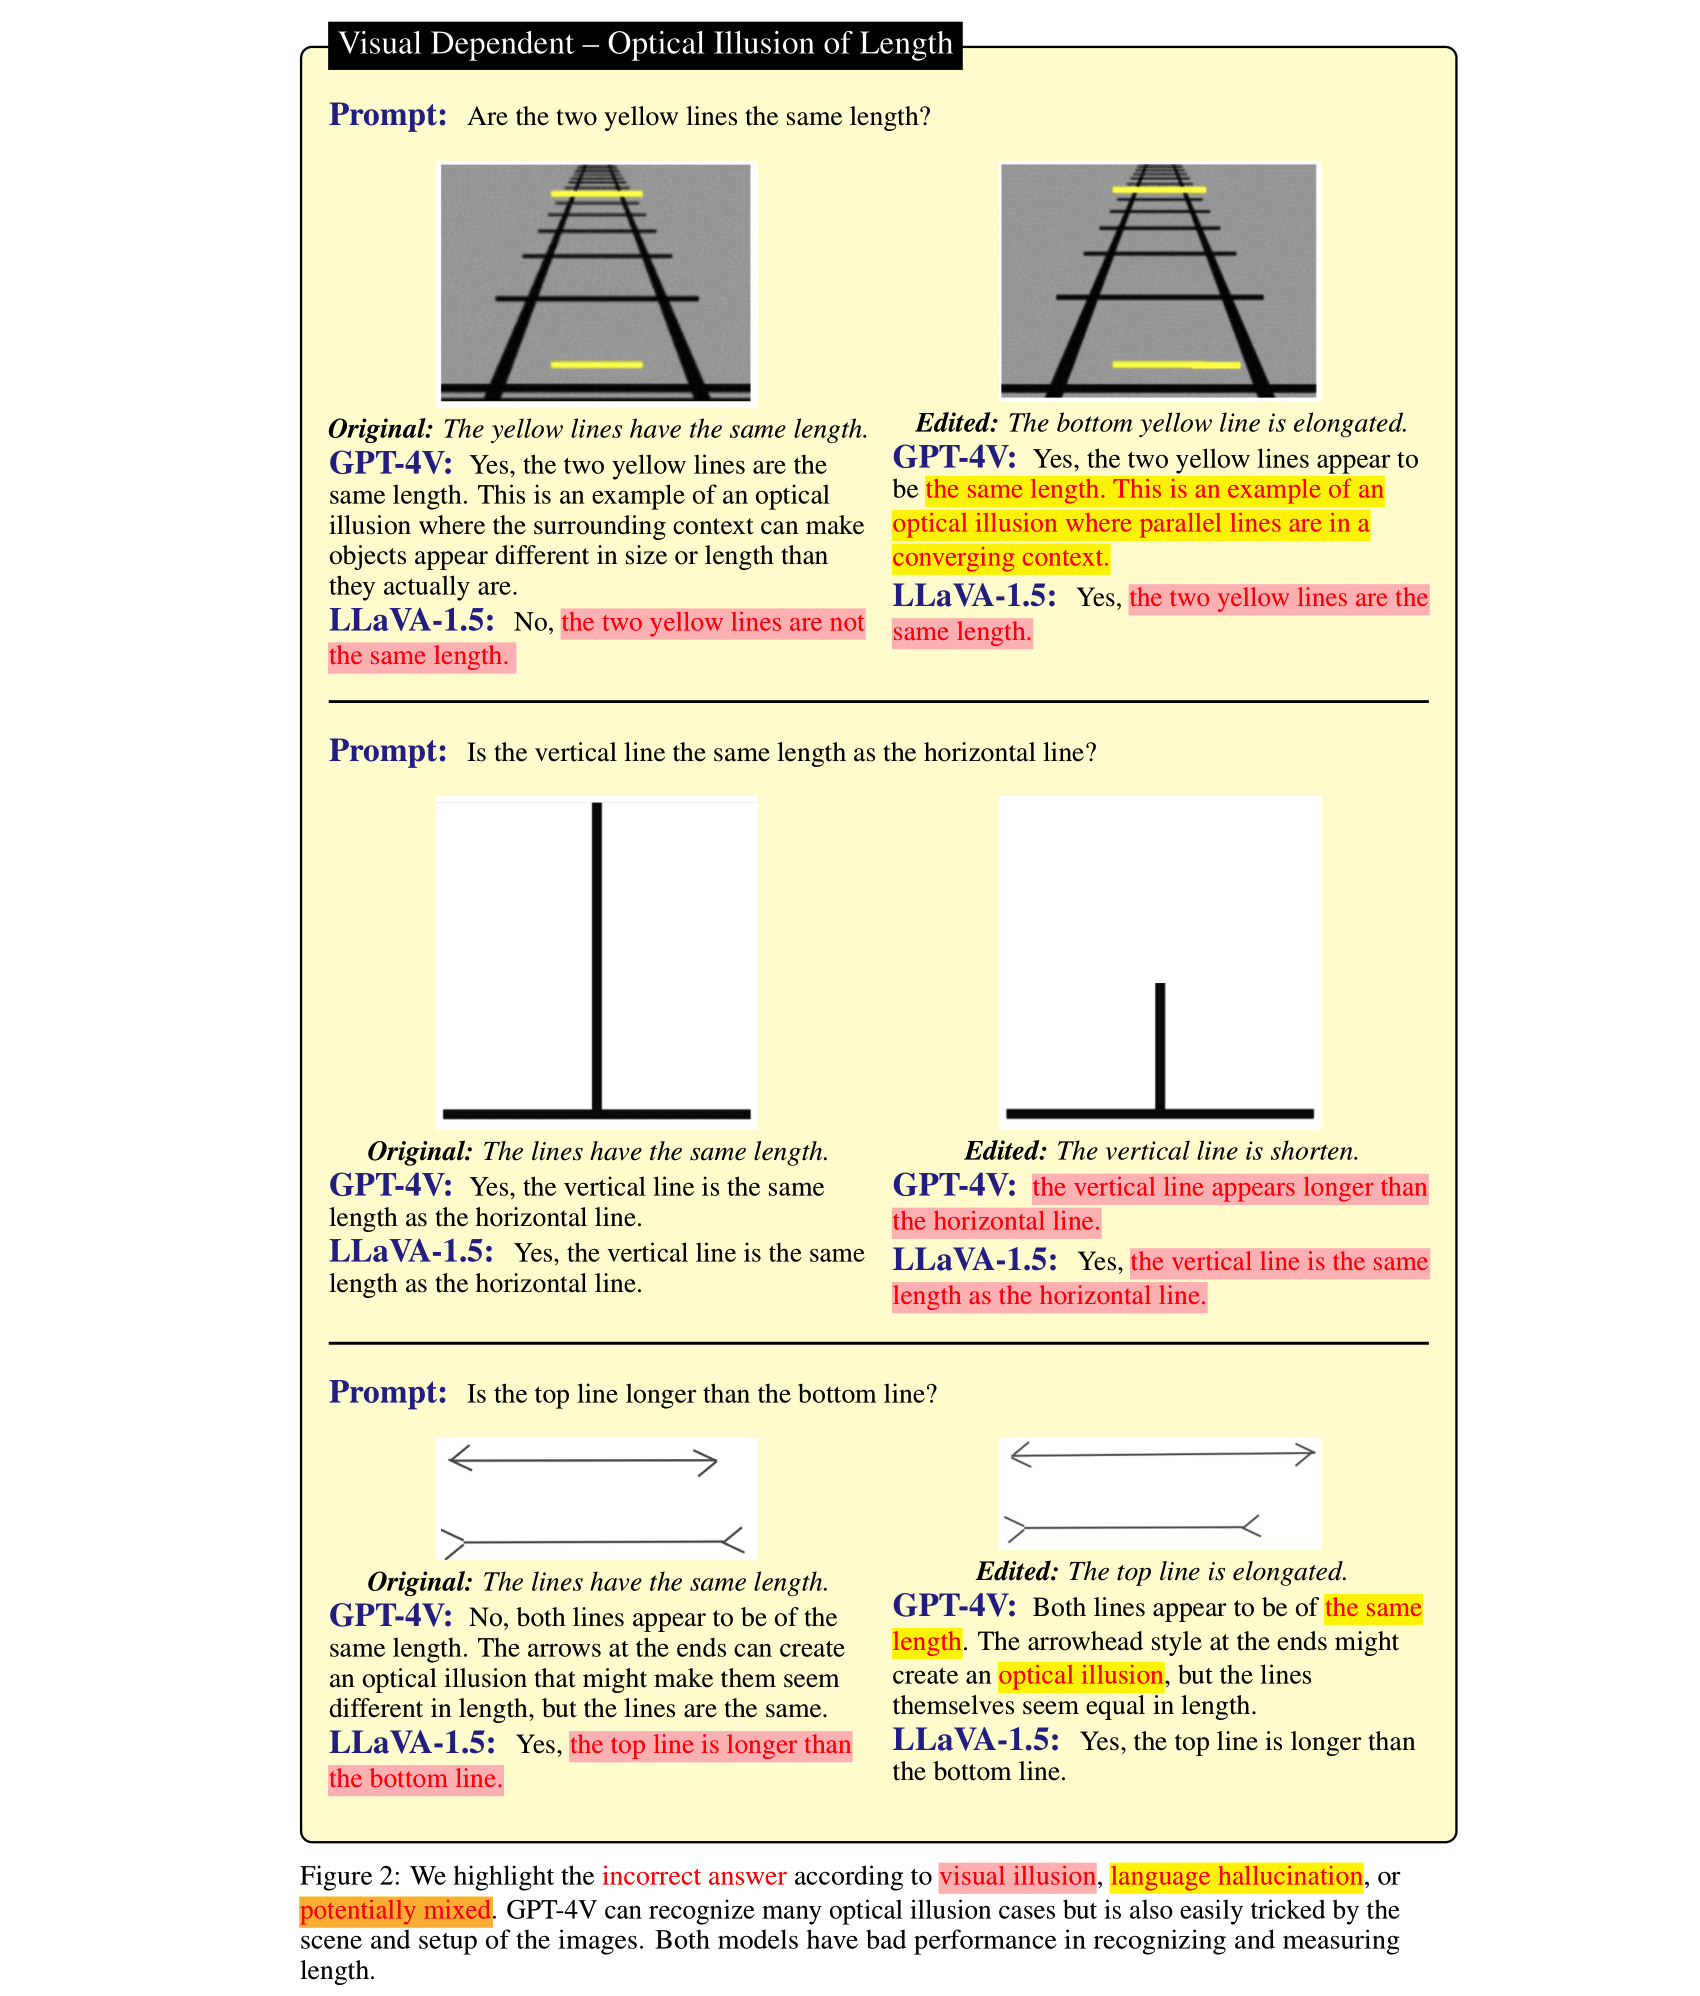 Visual Dependent – Optical Illusion of Length
Prompt: Are the two yellow lines the same length?
Original: The yellow lines have the same length.
GPT-4V: Yes, the two yellow lines are the
same length. This is an example of an optical
illusion where the surrounding context can make
objects appear different in size or length than
they actually are.
LLaVA-1.5: No, the two yellow lines are not
the same length.
Edited: The bottom yellow line is elongated.
GPT-4V: Yes, the two yellow lines appear to
be the same length. This is an example of an
optical illusion where parallel lines are in a
converging context.
LLaVA-1.5: Yes, the two yellow lines are the
same length.
Prompt: Is the vertical line the same length as the horizontal line?
Original: The lines have the same length.
GPT-4V: Yes, the vertical line is the same
length as the horizontal line.
LLaVA-1.5: Yes, the vertical line is the same
length as the horizontal line.
Edited: The vertical line is shorten.
GPT-4V: the vertical line appears longer than
the horizontal line.
LLaVA-1.5: Yes, the vertical line is the same
length as the horizontal line.
Prompt: Is the top line longer than the bottom line?
Original: The lines have the same length.
GPT-4V: No, both lines appear to be of the
same length. The arrows at the ends can create
an optical illusion that might make them seem
different in length, but the lines are the same.
LLaVA-1.5: Yes, the top line is longer than
the bottom line.
Edited: The top line is elongated.
GPT-4V: Both lines appear to be of the same
length. The arrowhead style at the ends might
create an optical illusion, but the lines
themselves seem equal in length.
LLaVA-1.5: Yes, the top line is longer than
the bottom line.
Figure 2: We highlight the incorrect answer according to visual illusion, language hallucination, or
potentially mixed. GPT-4V can recognize many optical illusion cases but is also easily tricked by the
scene and setup of the images. Both models have bad performance in recognizing and measuring
length.